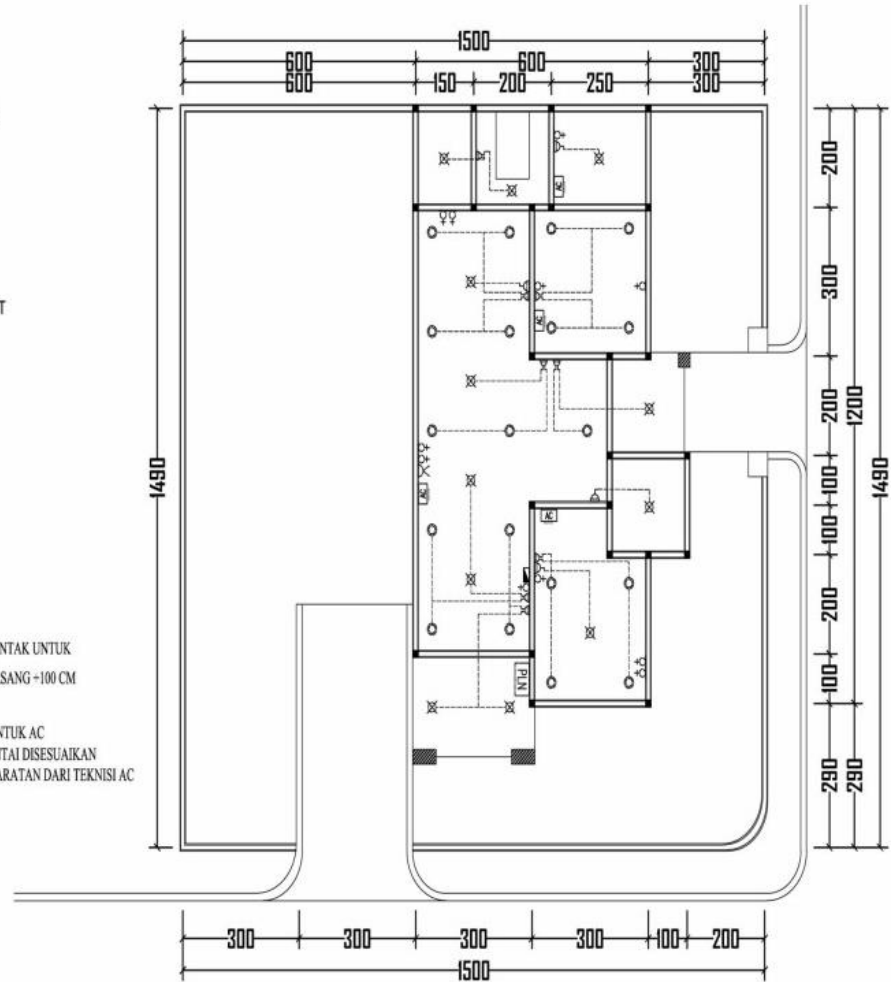 1500
600 600 300
600 150 200 250 300
200
AC
300
T
AC
200
1200
1490
1490
100
AC
AC
100
200
NTAK UNTUK
SANG +100 CM
PLN
100
NTUK AC
NTAI DISESUAIKAN
ARATAN DARI TEKNISI AC
290
290
300 300 300 300 100 200
1500